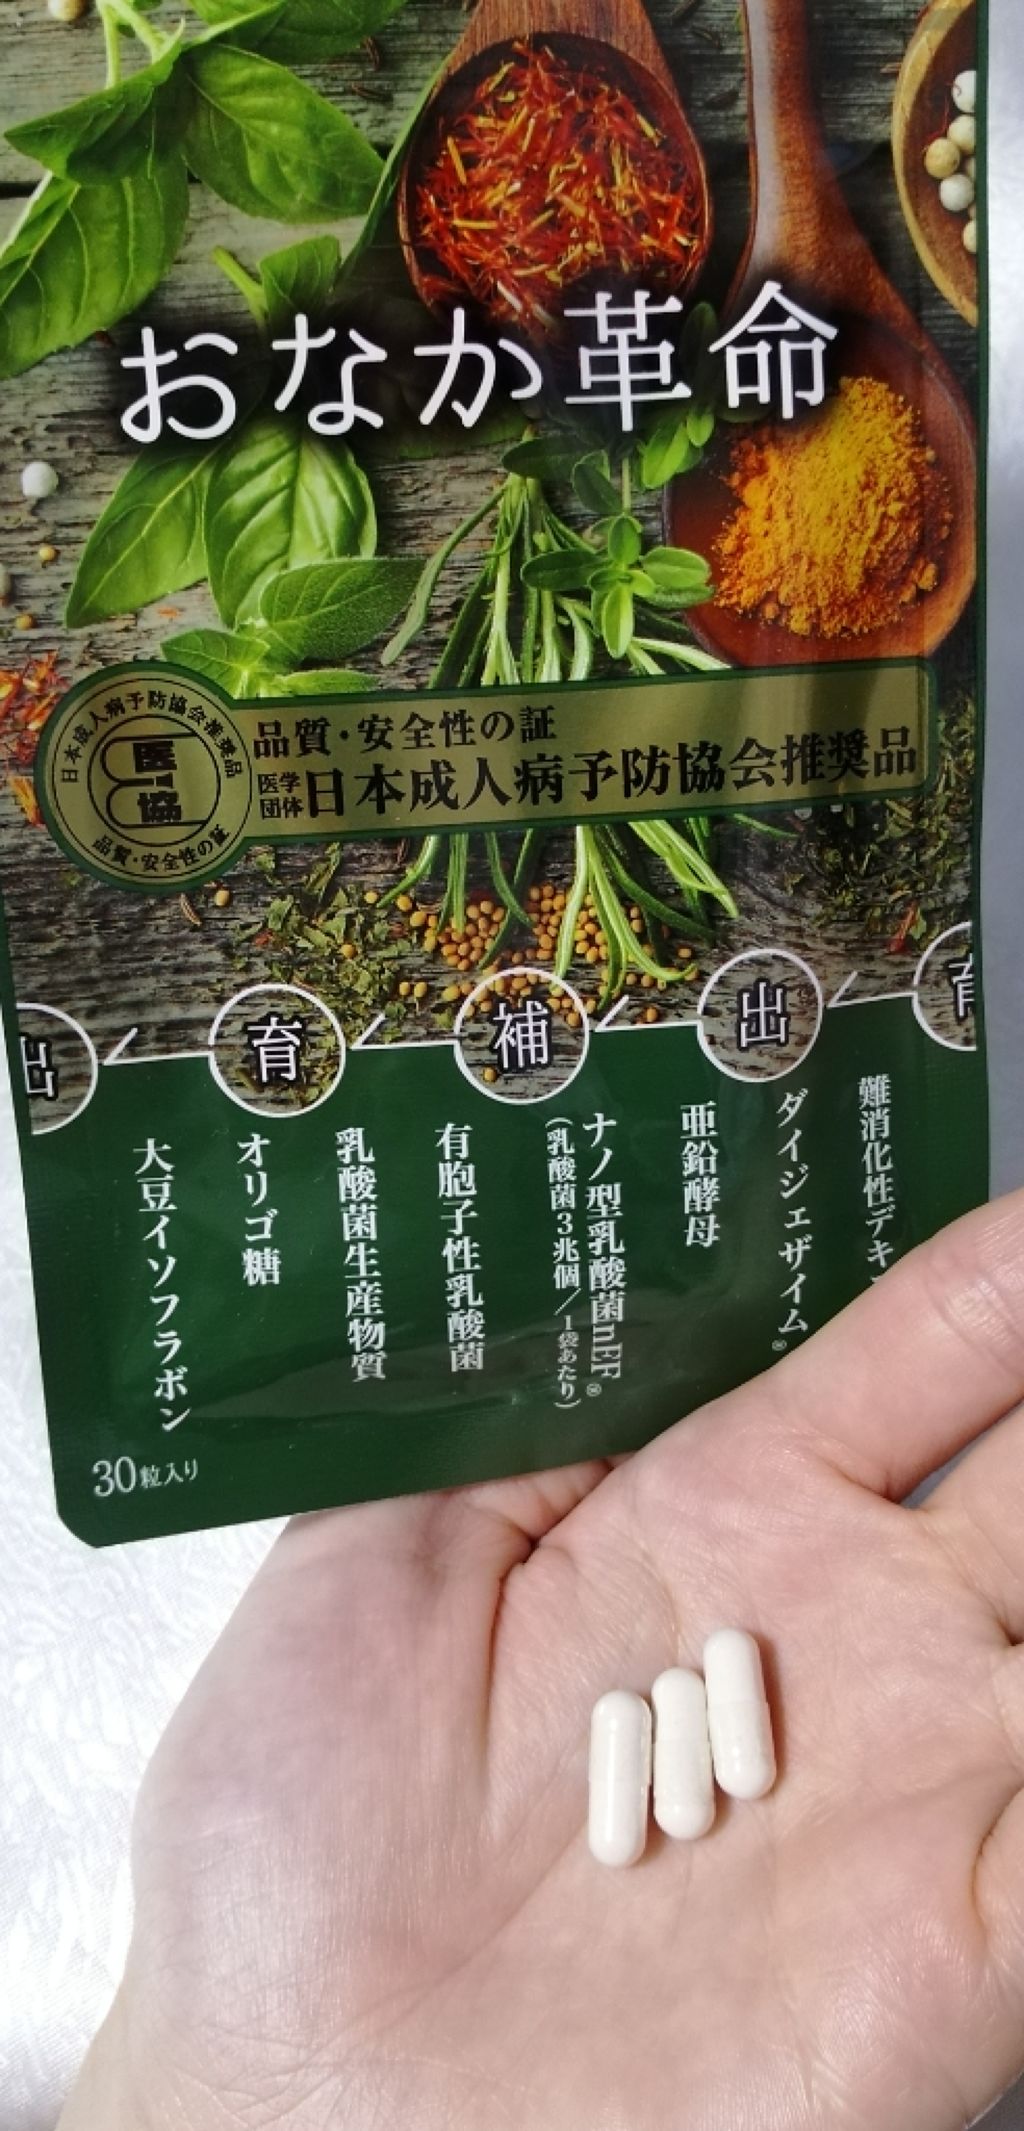 おなか革命
日本成人病予防協会推奨品
医・協
品質・安全性の証
品質・安全性の証
医学団体日本成人病予防協会推奨品
出
補
育
出
難消化性デキ
ダイジェザイム®
亜鉛酵母
ナノ型乳酸菌nEF®
(乳酸菌3兆個/1袋あたり)
有胞子性乳酸菌
乳酸菌生産物質
オリゴ糖
大豆イソフラボン
30粒入り